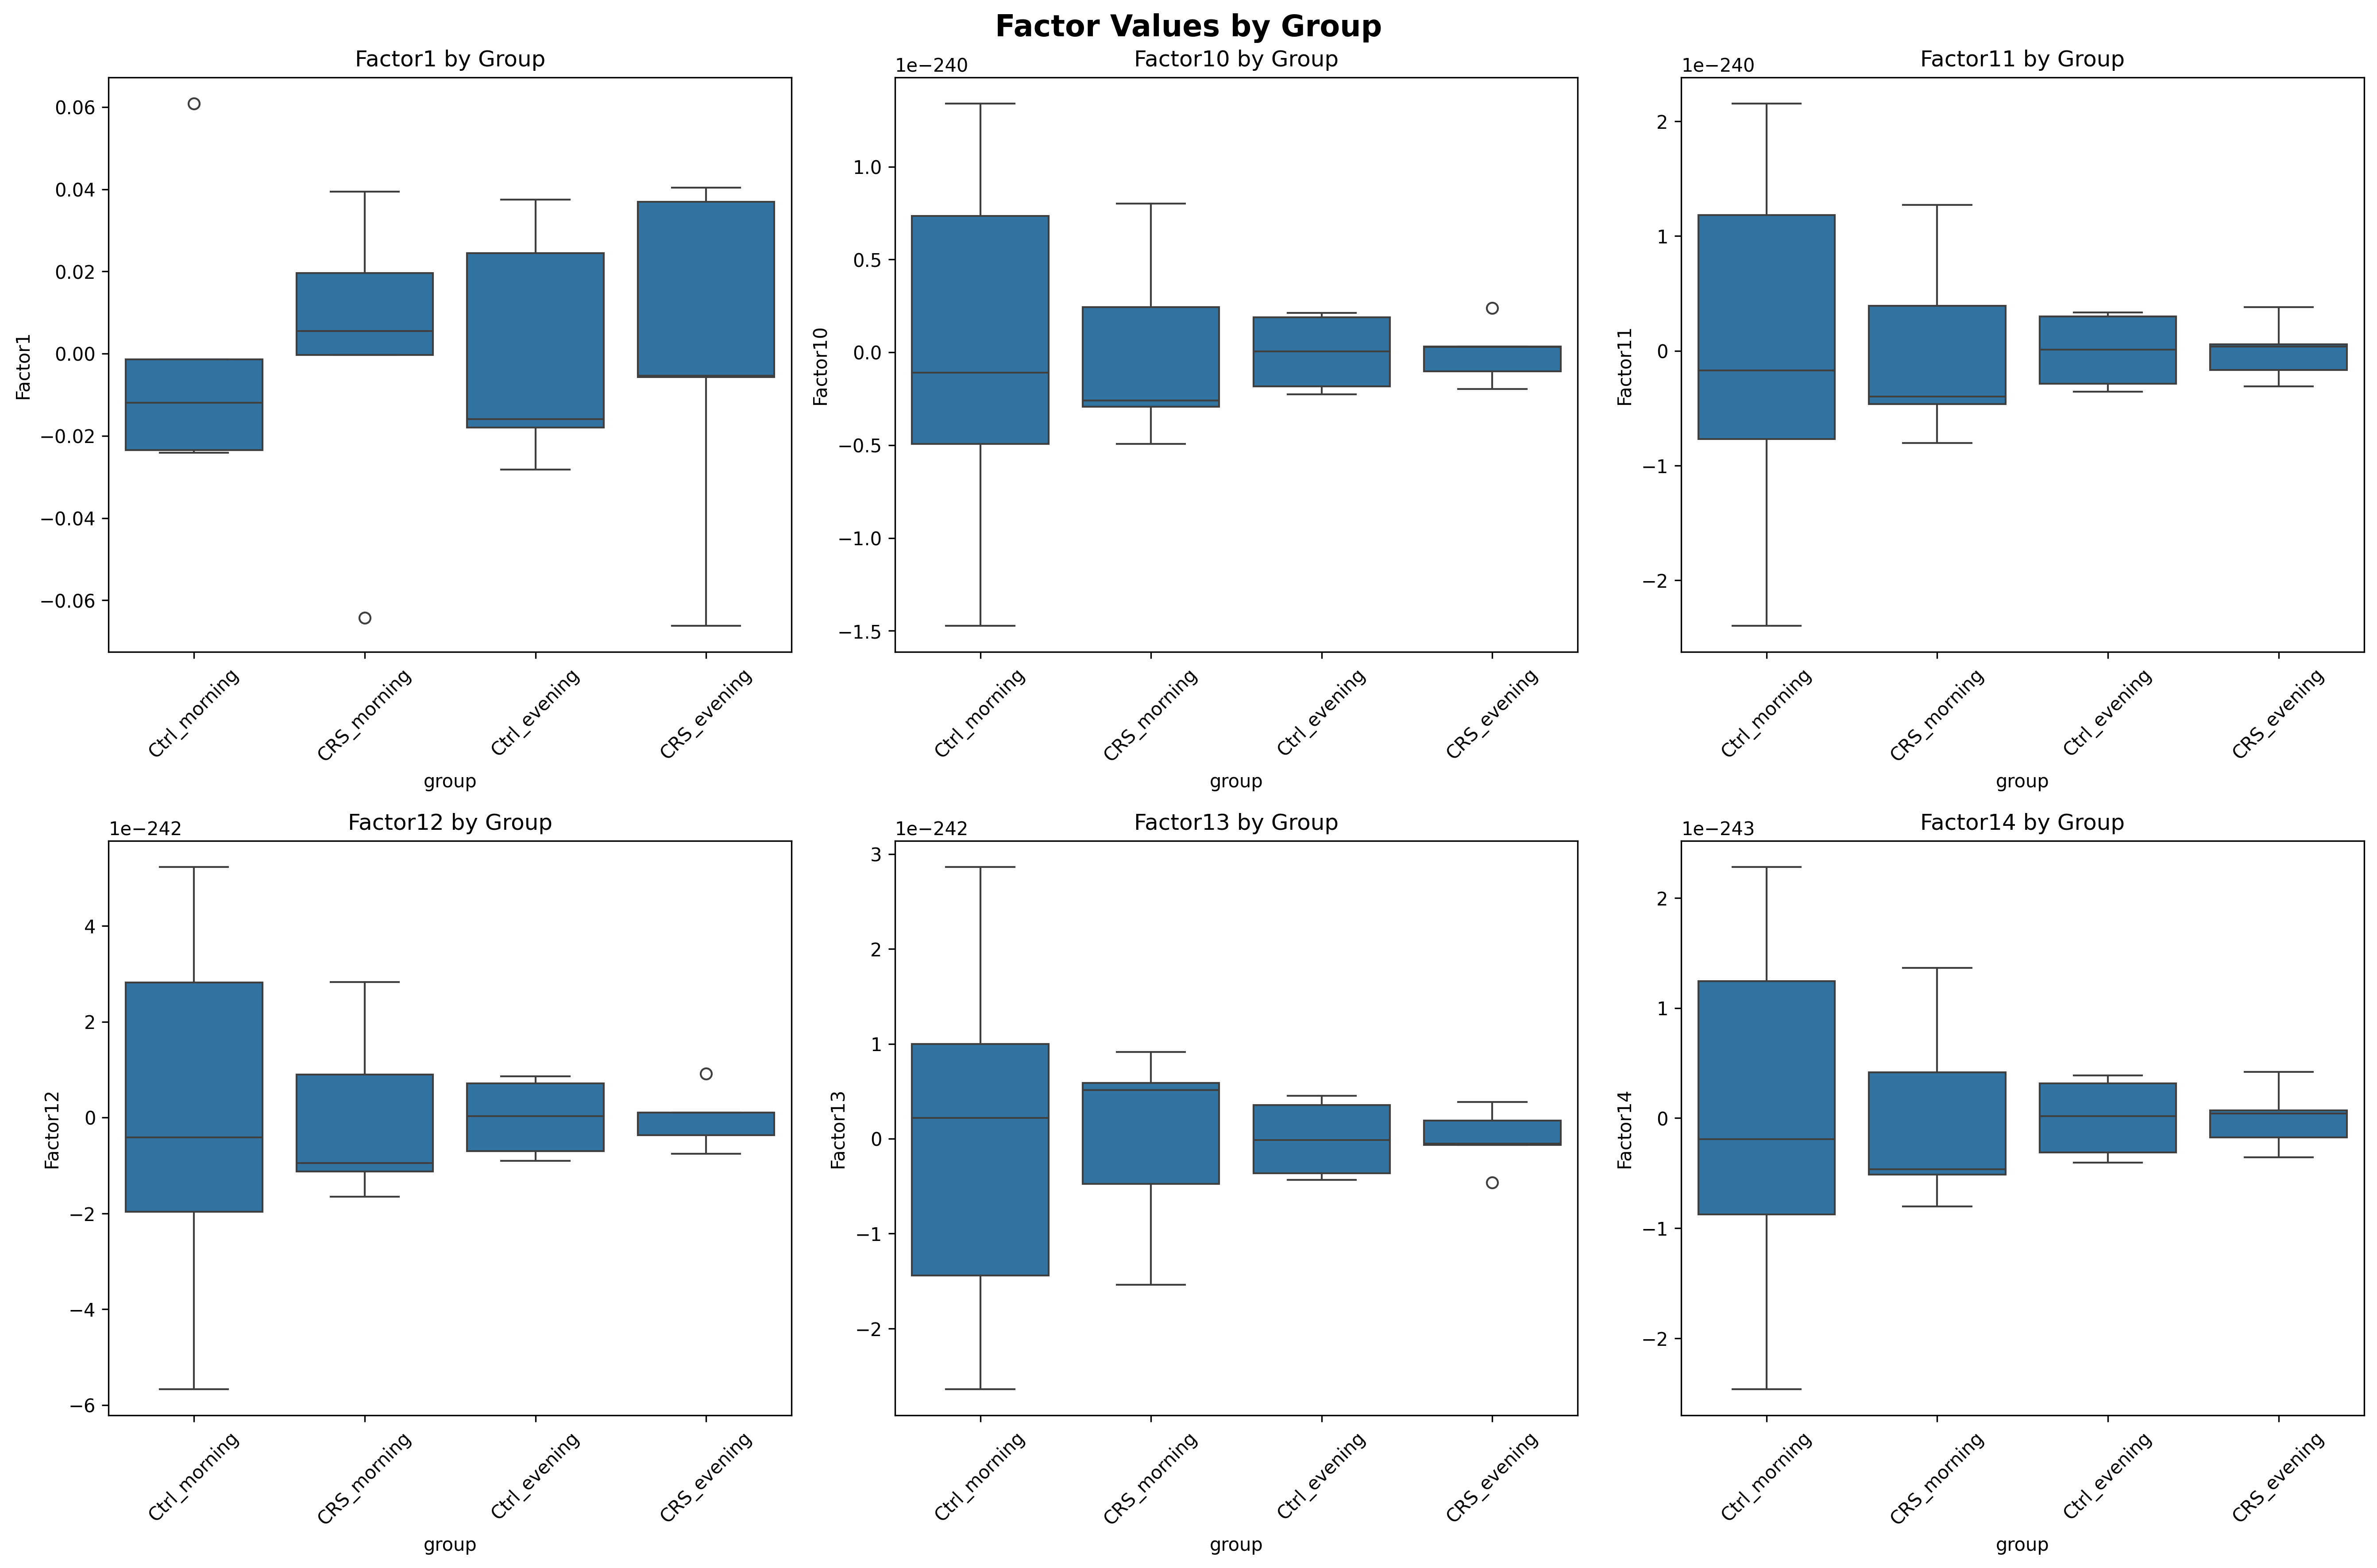 Factor Values by Group
Factor1 by Group
0.06
0.04
0.02
0.00
−0.02
−0.04
−0.06
Factor1
Ctrl_morning
CRS_morning
Ctrl_evening
CRS_evening
group
Factor10 by Group
1e−240
1.0
0.5
0.0
−0.5
−1.0
−1.5
Factor10
Ctrl_morning
CRS_morning
Ctrl_evening
CRS_evening
group
Factor11 by Group
1e−240
2
1
0
−1
−2
Factor11
Ctrl_morning
CRS_morning
Ctrl_evening
CRS_evening
group
Factor12 by Group
1e−242
4
2
0
−2
−4
−6
Factor12
Ctrl_morning
CRS_morning
Ctrl_evening
CRS_evening
group
Factor13 by Group
1e−242
3
2
1
0
−1
−2
Factor13
Ctrl_morning
CRS_morning
Ctrl_evening
CRS_evening
group
Factor14 by Group
1e−243
2
1
0
−1
−2
Factor14
Ctrl_morning
CRS_morning
Ctrl_evening
CRS_evening
group